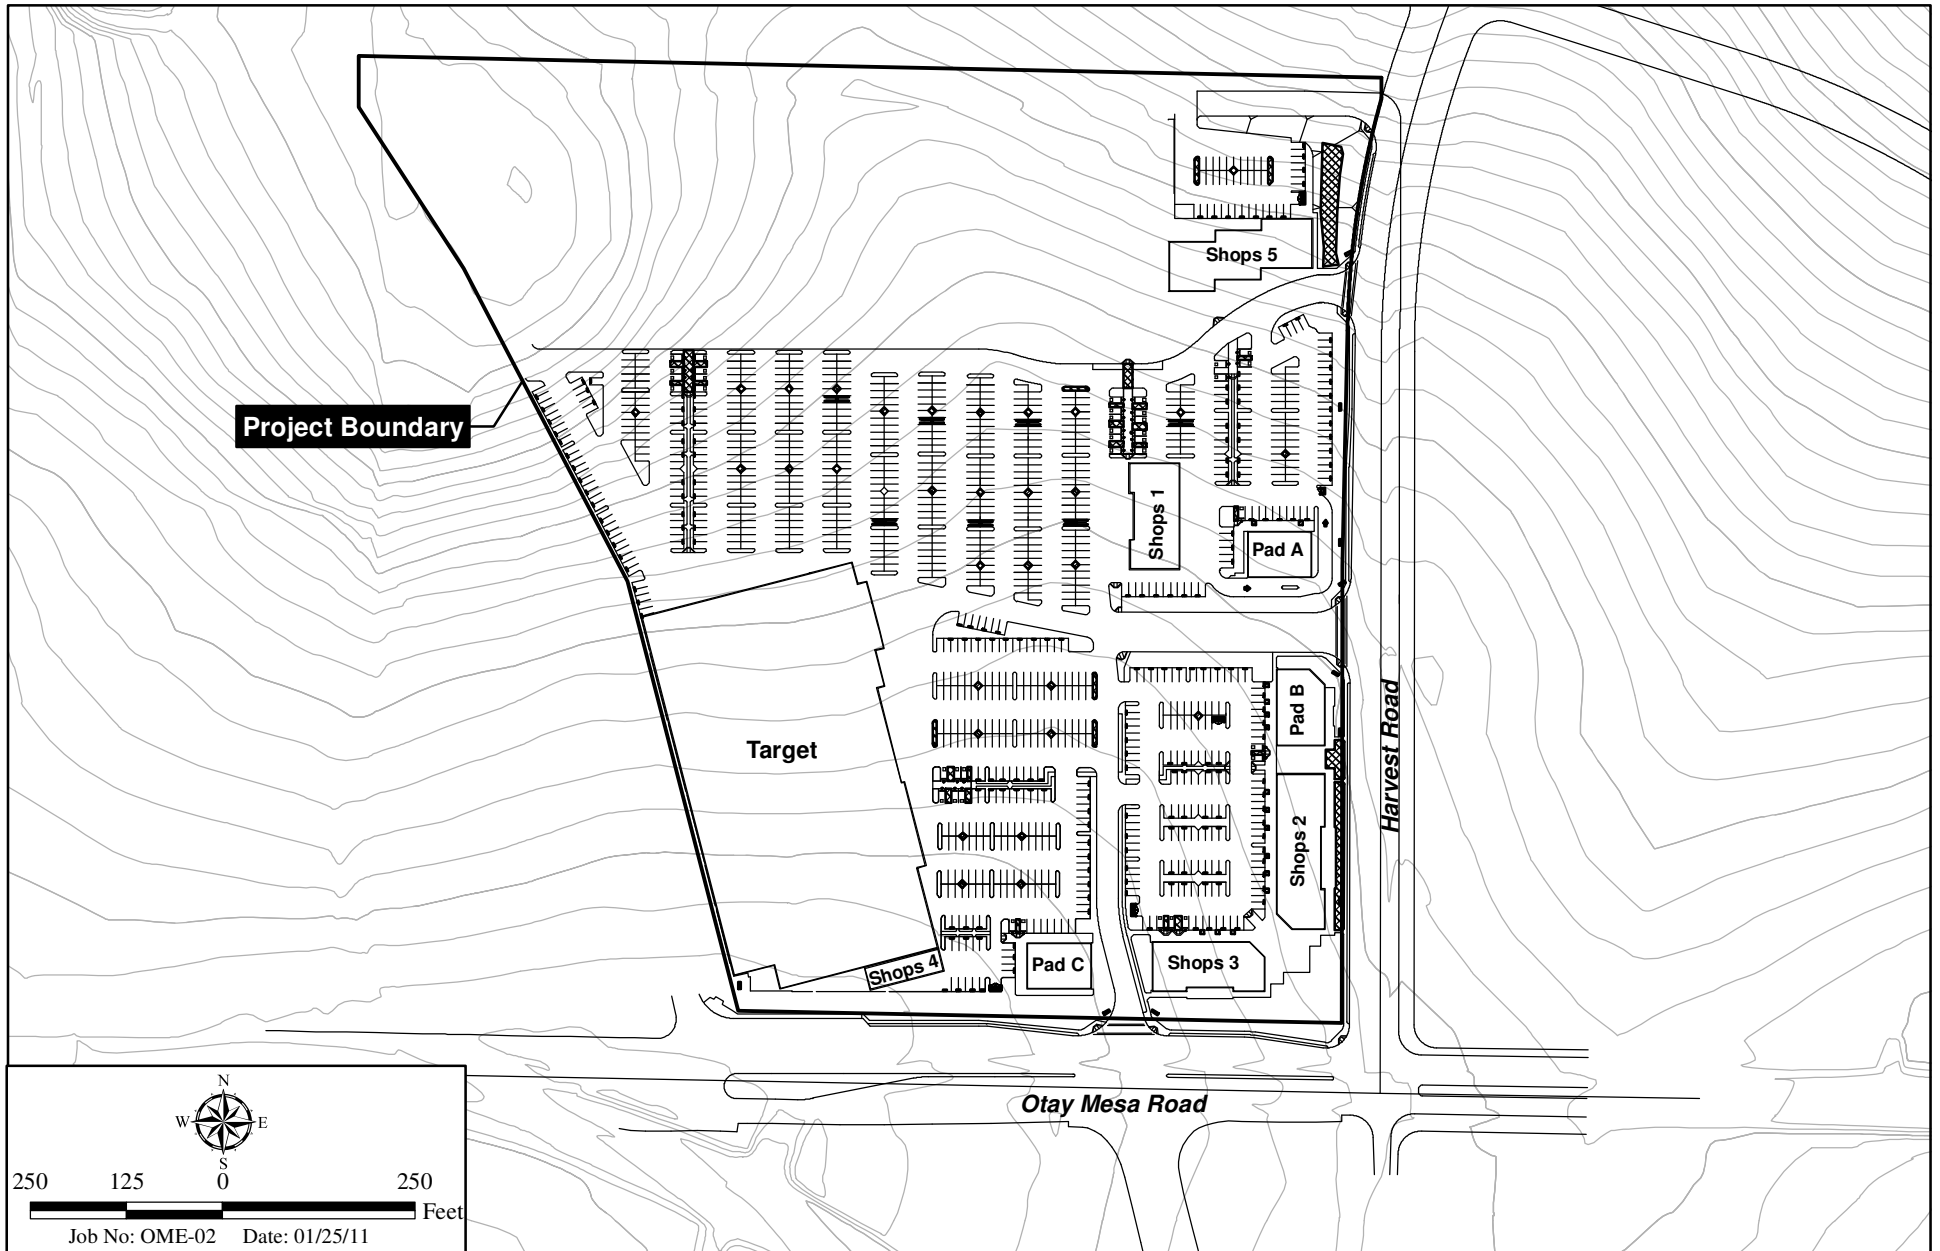 Shops 5
Project Boundary
Shops 1
Pad A
Pad B
Harvest Road
Target
Shops 2
Shops 4
Pad C
Shops 3
Otay Mesa Road
N
W E
S
250 125 0 250
Feet
Job No: OME-02 Date: 01/25/11